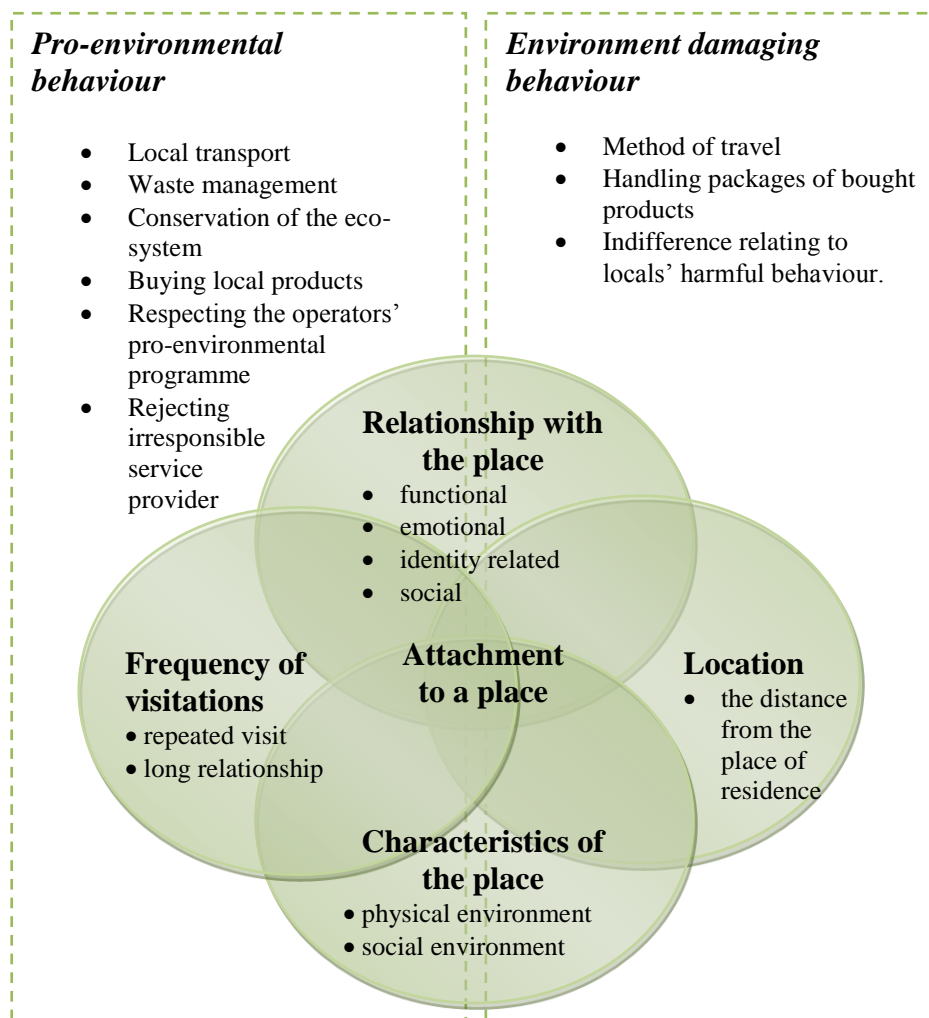 Pro-environmental
behaviour
• Local transport
• Waste management
• Conservation of the eco-
system
• Buying local products
• Respecting the operators’
pro-environmental
programme
• Rejecting
irresponsible
service
provider
Environment damaging
behaviour
• Method of travel
• Handling packages of bought
products
• Indifference relating to
locals’ harmful behaviour.
Relationship with
the place
• functional
• emotional
• identity related
• social
Frequency of
visitations
• repeated visit
• long relationship
Attachment
to a place
Location
• the distance
from the
place of
residence
Characteristics of
the place
• physical environment
• social environment